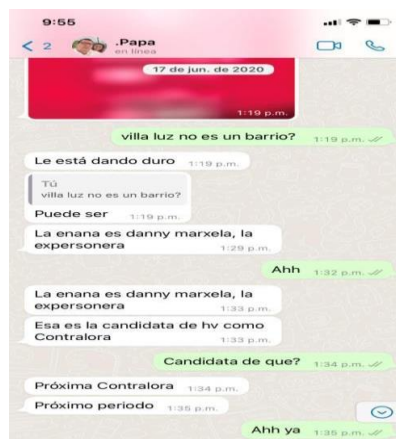 9:55
2
.Papa
en línea
17 de jun. de 2020
1:19 p.m.
villa luz no es un barrio? 1:19 p.m.
Le está dando duro 1:19 p.m.
Tú
villa luz no es un barrio?
Puede ser 1:19 p.m.
La enana es danny marxela, la
expersonera 1:29 p.m.
Ahh 1:32 p.m.
La enana es danny marxela, la
expersonera 1:33 p.m.
Esa es la candidata de hv como
Contralora 1:33 p.m.
Candidata de que? 1:34 p.m.
Próxima Contralora 1:34 p.m.
Próximo periodo 1:35 p.m.
Ahh ya 1:35 p.m.